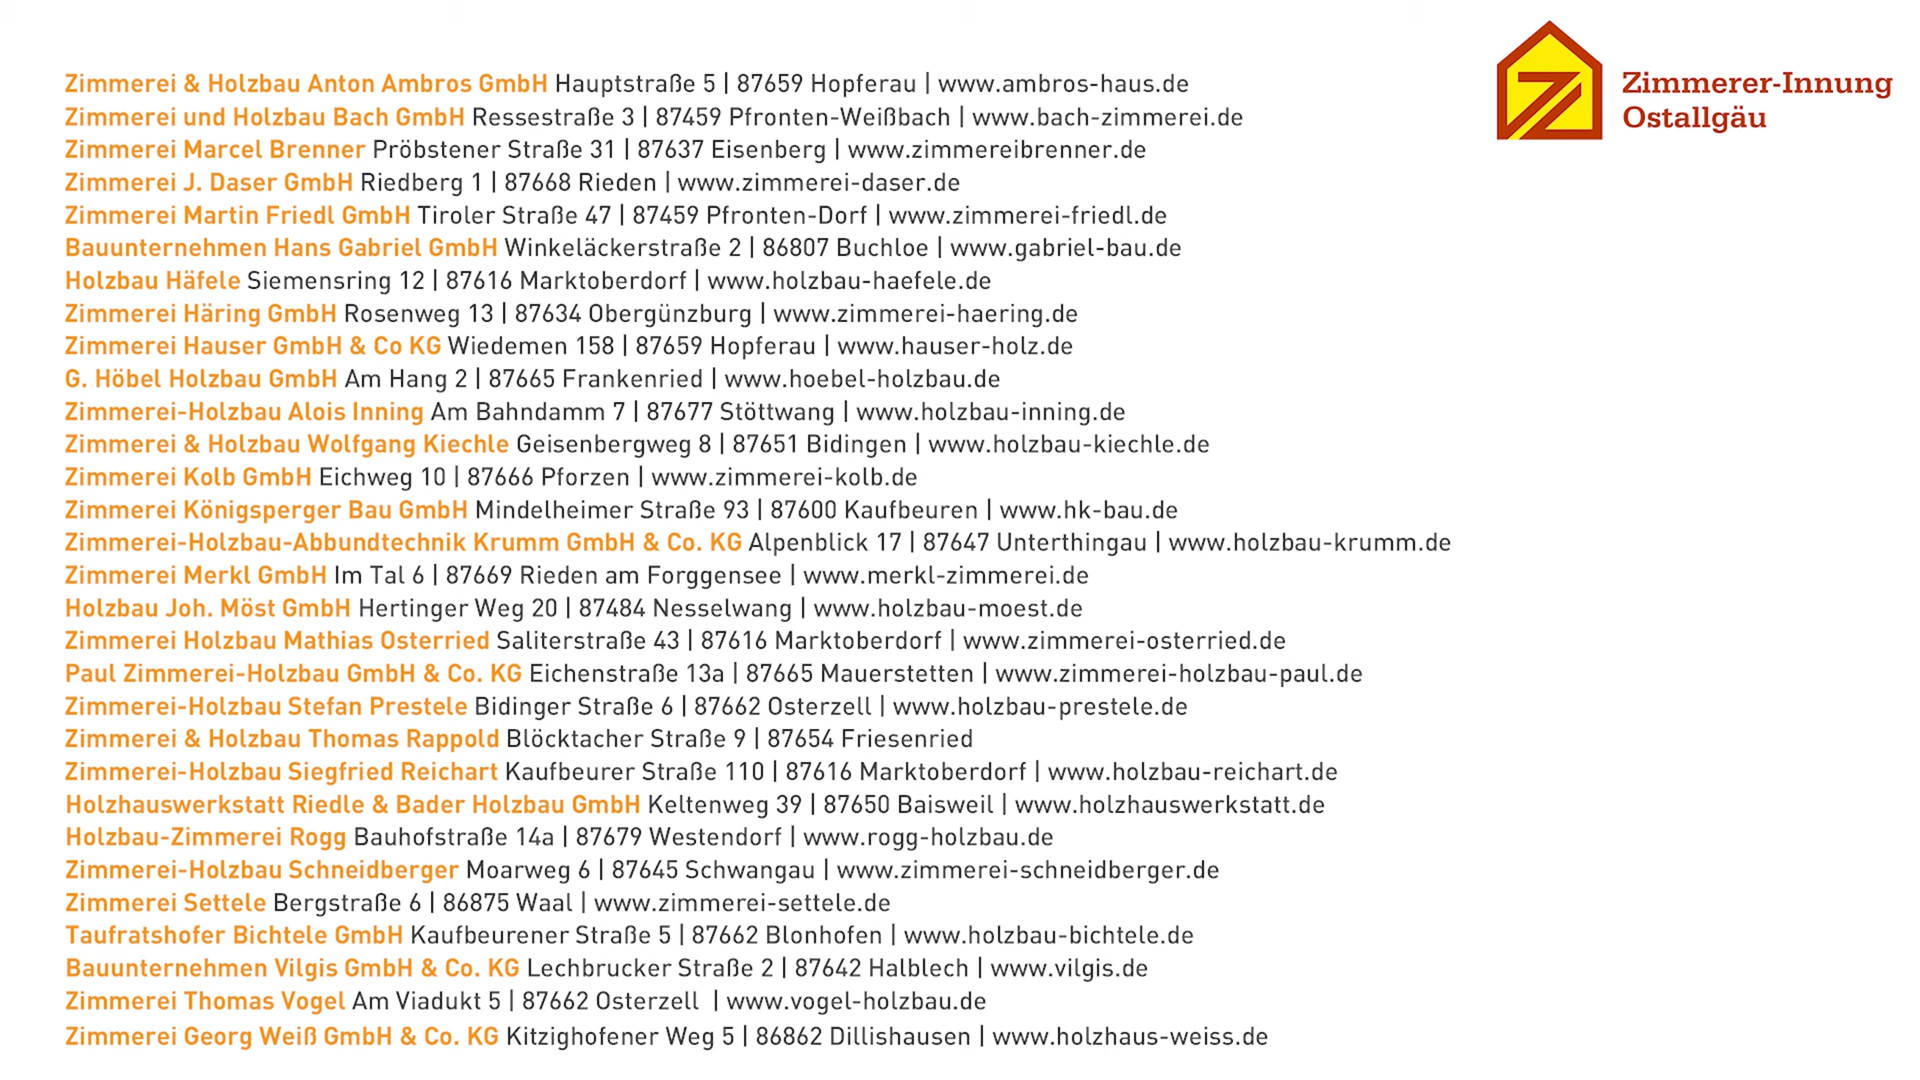 Zimmerei & Holzbau Anton Ambros GmbH Hauptstraße 5 | 87659 Hopferau | www.ambros-haus.de
Zimmerei und Holzbau Bach GmbH Ressestraße 3 | 87459 Pfronten-Weißbach | www.bach-zimmerei.de
Zimmerei Marcel Brenner Pröbstener Straße 31 | 87637 Eisenberg | www.zimmereibrenner.de
Zimmerei J. Daser GmbH Riedberg 1 | 87668 Rieden | www.zimmerei-daser.de
Zimmerei Martin Friedl GmbH Tiroler Straße 47 | 87459 Pfronten-Dorf | www.zimmerei-friedl.de
Bauunternehmen Hans Gabriel GmbH Winkeläckerstraße 2 | 86807 Buchloe | www.gabriel-bau.de
Holzbau Häfele Siemensring 12 | 87616 Marktoberdorf | www.holzbau-haefele.de
Zimmerei Häring GmbH Rosenweg 13 | 87634 Obergünzburg | www.zimmerei-haering.de
Zimmerei Hauser GmbH & Co KG Wiedemen 158 | 87659 Hopferau | www.hauser-holz.de
G. Höbel Holzbau GmbH Am Hang 2 | 87665 Frankenried | www.hoebel-holzbau.de
Zimmerei-Holzbau Alois Inning Am Bahndamm 7 | 87677 Stöttwang | www.holzbau-inning.de
Zimmerei & Holzbau Wolfgang Kiechle Geisenbergweg 8 | 87651 Bidingen | www.holzbau-kiechle.de
Zimmerei Kolb GmbH Eichweg 10 | 87666 Pforzen | www.zimmerei-kolb.de
Zimmerei Königsperger Bau GmbH Mindelheimer Straße 93 | 87600 Kaufbeuren | www.hk-bau.de
Zimmerei-Holzbau-Abbundtechnik Krumm GmbH & Co. KG Alpenblick 17 | 87647 Unterthingau | www.holzbau-krumm.de
Zimmerei Merkl GmbH Im Tal 6 | 87669 Rieden am Forggensee | www.merkl-zimmerei.de
Holzbau Joh. Möst GmbH Hertinger Weg 20 | 87484 Nesselwang | www.holzbau-moest.de
Zimmerei Holzbau Mathias Osterried Saliterstraße 43 | 87616 Marktoberdorf | www.zimmerei-osterried.de
Paul Zimmerei-Holzbau GmbH & Co. KG Eichenstraße 13a | 87665 Mauerstetten | www.zimmerei-holzbau-paul.de
Zimmerei-Holzbau Stefan Prestele Bidinger Straße 6 | 87662 Osterzell | www.holzbau-prestele.de
Zimmerei & Holzbau Thomas Rappold Blöcktacher Straße 9 | 87654 Friesenried
Zimmerei-Holzbau Siegfried Reichart Kaufbeurer Straße 110 | 87616 Marktoberdorf | www.holzbau-reichart.de
Holzhauswerkstatt Riedle & Bader Holzbau GmbH Keltenweg 39 | 87650 Baisweil | www.holzhauswerkstatt.de
Holzbau-Zimmerei Rogg Bauhofstraße 14a | 87679 Westendorf | www.rogg-holzbau.de
Zimmerei-Holzbau Schneidberger Moarweg 6 | 87645 Schwangau | www.zimmerei-schneidberger.de
Zimmerei Settele Bergstraße 6 | 86875 Waal | www.zimmerei-settele.de
Taufratshofer Bichtele GmbH Kaufbeurener Straße 5 | 87662 Blonhofen | www.holzbau-bichtele.de
Bauunternehmen Vilgis GmbH & Co. KG Lechbrucker Straße 2 | 87642 Halblech | www.vilgis.de
Zimmerei Thomas Vogel Am Viadukt 5 | 87662 Osterzell | www.vogel-holzbau.de
Zimmerei Georg Weiß GmbH & Co. KG Kitzighofener Weg 5 | 86862 Dillishausen | www.holzhaus-weiss.de
Zimmerer-Innung
Ostallgäu